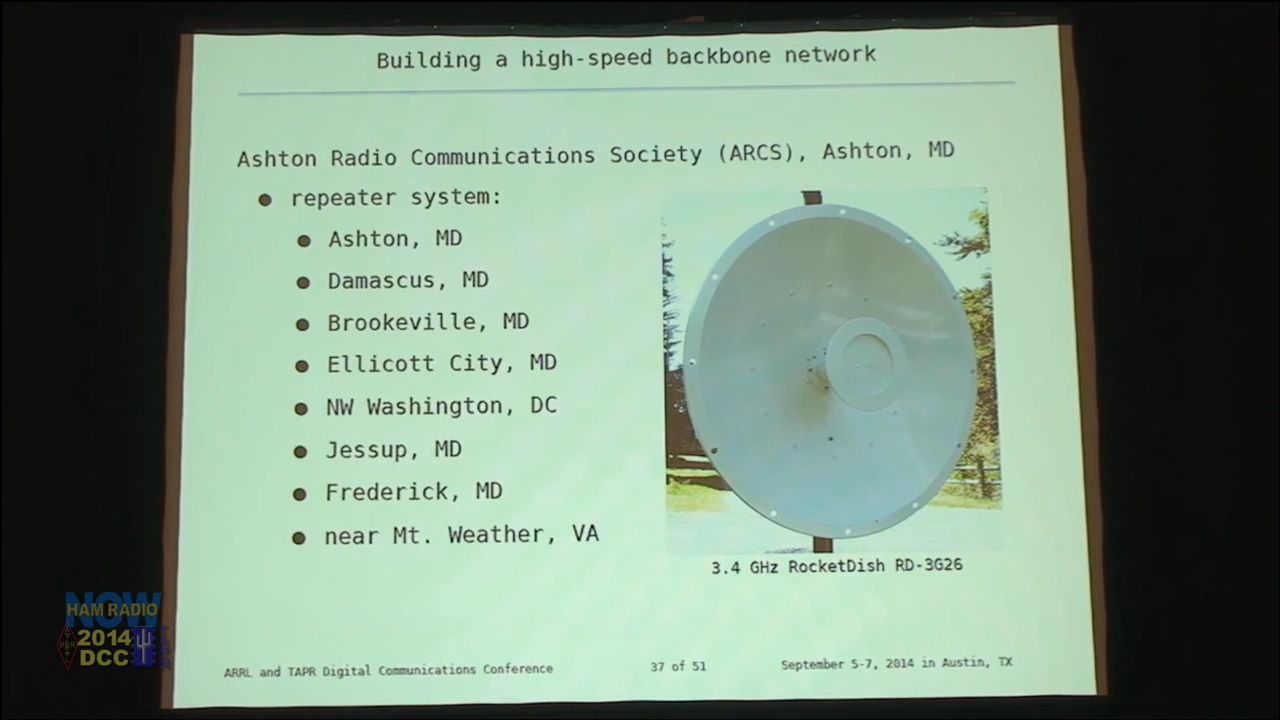 Building a high-speed backbone network
Ashton Radio Communications Society (ARCS), Ashton, MD
● repeater system:
● Ashton, MD
● Damascus, MD
● Brookeville, MD
● Ellicott City, MD
● NW Washington, DC
● Jessup, MD
● Frederick, MD
● near Mt. Weather, VA
3.4 GHz RocketDish RD-3G26
NOW
HAM RADIO
2014
DCC
ARRL and TAPR Digital Communications Conference
37 of 51
September 5-7, 2014 in Austin, TX